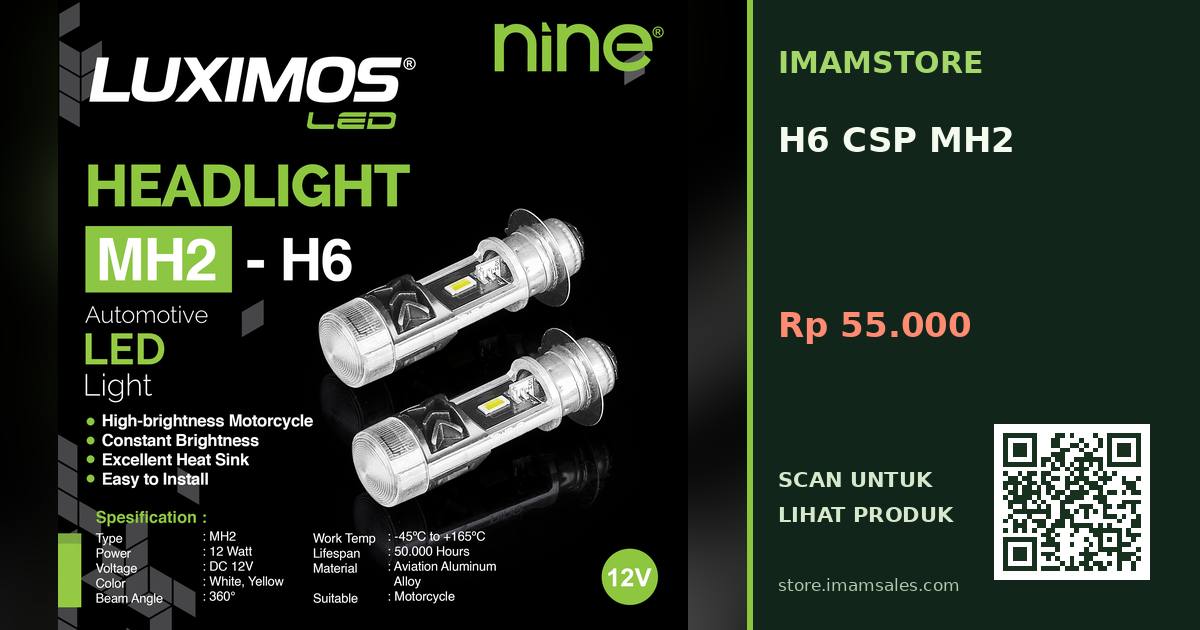 LUXIMOS®
LED
nine®
HEADLIGHT
MH2 - H6
Automotive
LED
Light
• High-brightness Motorcycle
• Constant Brightness
• Excellent Heat Sink
• Easy to Install
Spesification :
Type : MH2
Power : 12 Watt
Voltage : DC 12V
Color : White, Yellow
Beam Angle : 360°
Work Temp : -45ºC to +165ºC
Lifespan : 50.000 Hours
Material : Aviation Aluminum
Alloy
Suitable : Motorcycle
12V
IMAMSTORE
H6 CSP MH2
Rp 55.000
SCAN UNTUK
LIHAT PRODUK
store.imamsales.com